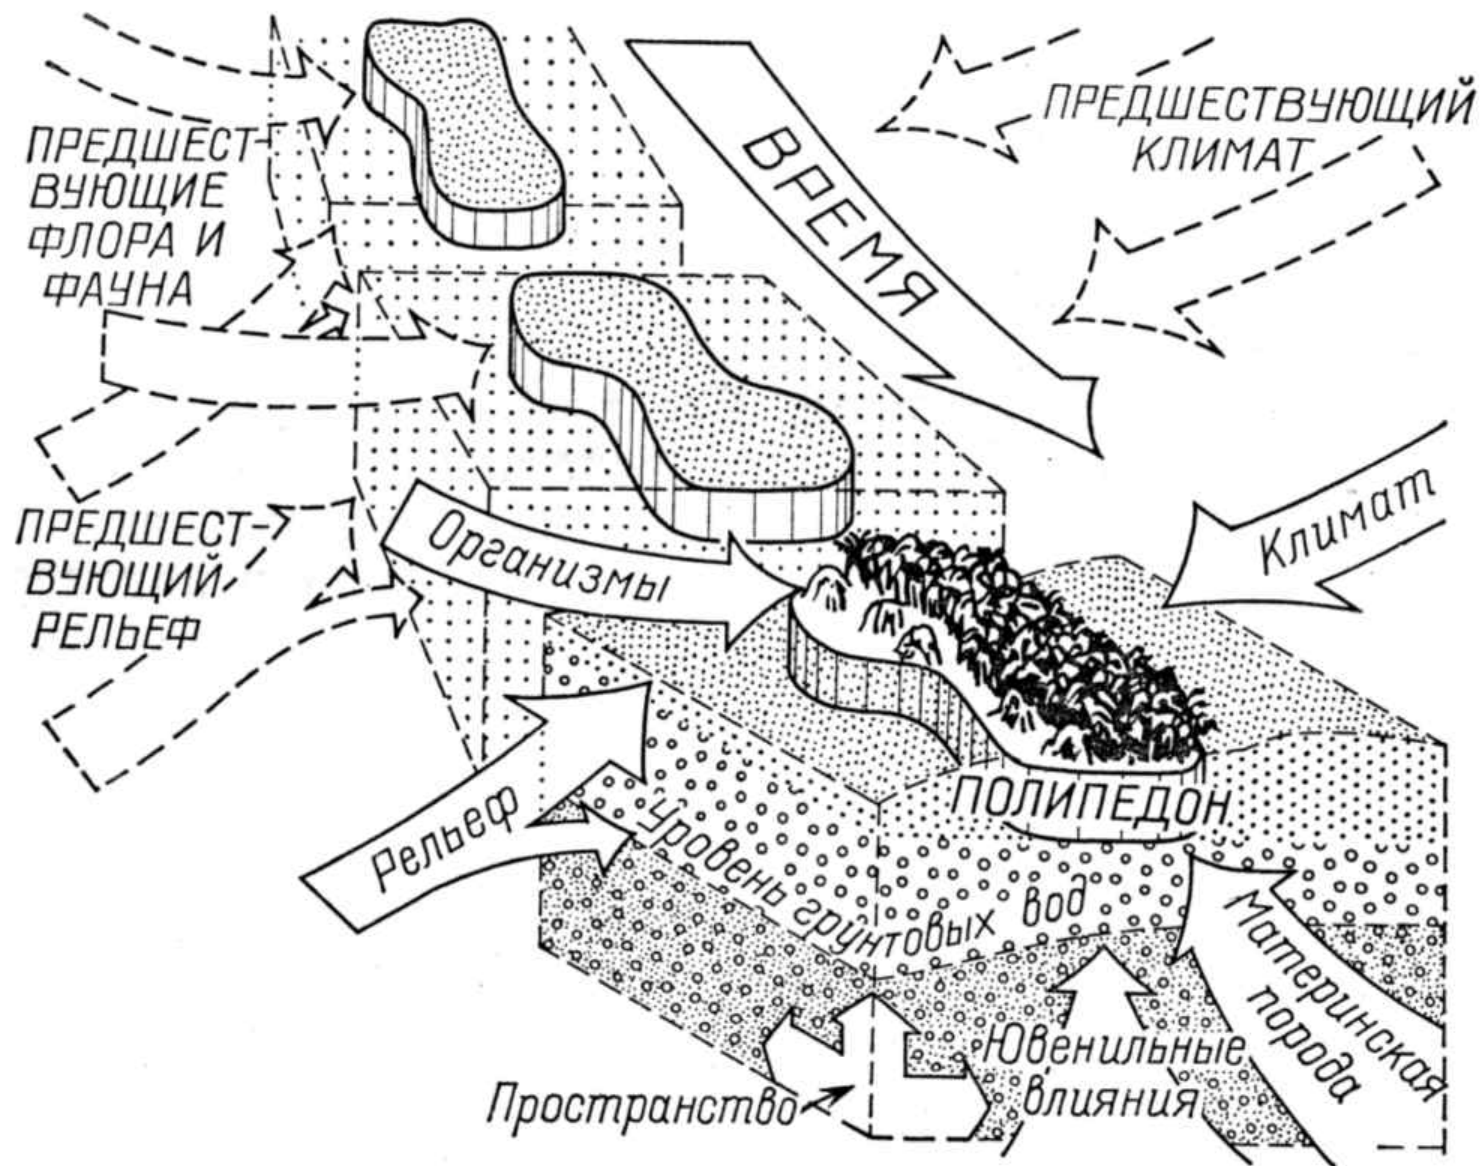 ПРЕДШЕСТ-
ВУЮЩИЕ
ФЛОРА И
ФАУНА
ВРЕМЯ
ПРЕДШЕСТВУЮЩИЙ
КЛИМАТ
ПРЕДШЕСТ-
ВУЮЩИЙ
РЕЛЬЕФ
Организмы
Климат
Рельеф
ПОЛИПЕДОН
Уровень грунтовых вод
Материнская
порода
Ювенильные
влияния
Пространство